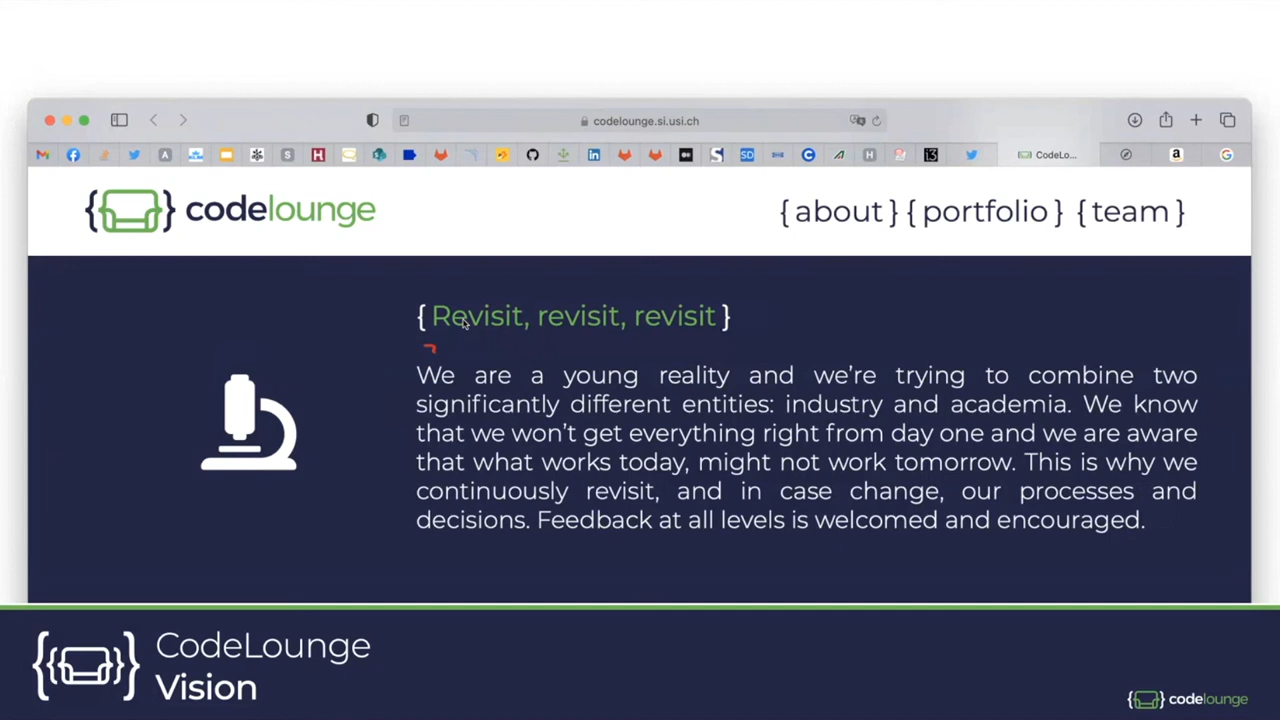 codelounge.si.usi.ch
CodeLo...
{codelounge}
{ about } { portfolio } { team }
{ Revisit, revisit, revisit }
We are a young reality and we're trying to combine two
significantly different entities: industry and academia. We know
that we won't get everything right from day one and we are aware
that what works today, might not work tomorrow. This is why we
continuously revisit, and in case change, our processes and
decisions. Feedback at all levels is welcomed and encouraged.
CodeLounge
Vision
codelounge